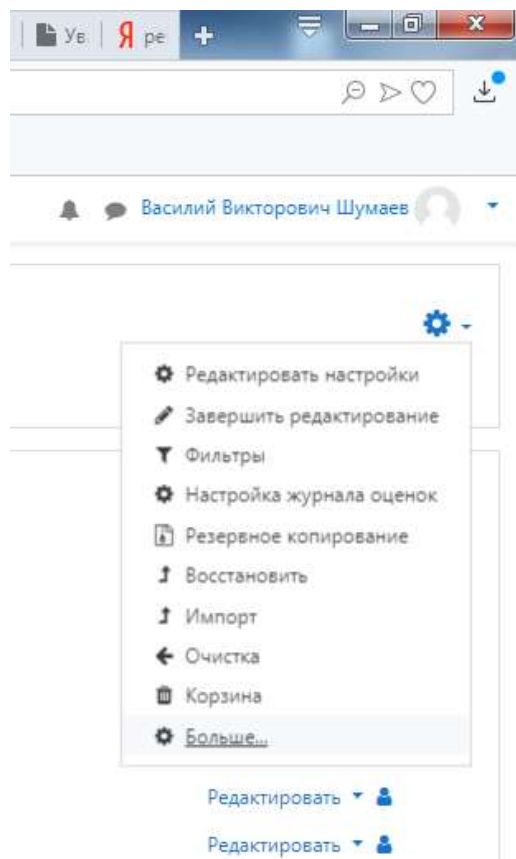 Ув
Я ре
Василий Викторович Шумаев
Редактировать настройки
Завершить редактирование
Фильтры
Настройка журнала оценок
Резервное копирование
Восстановить
Импорт
Очистка
Корзина
Больше...
Редактировать
Редактировать